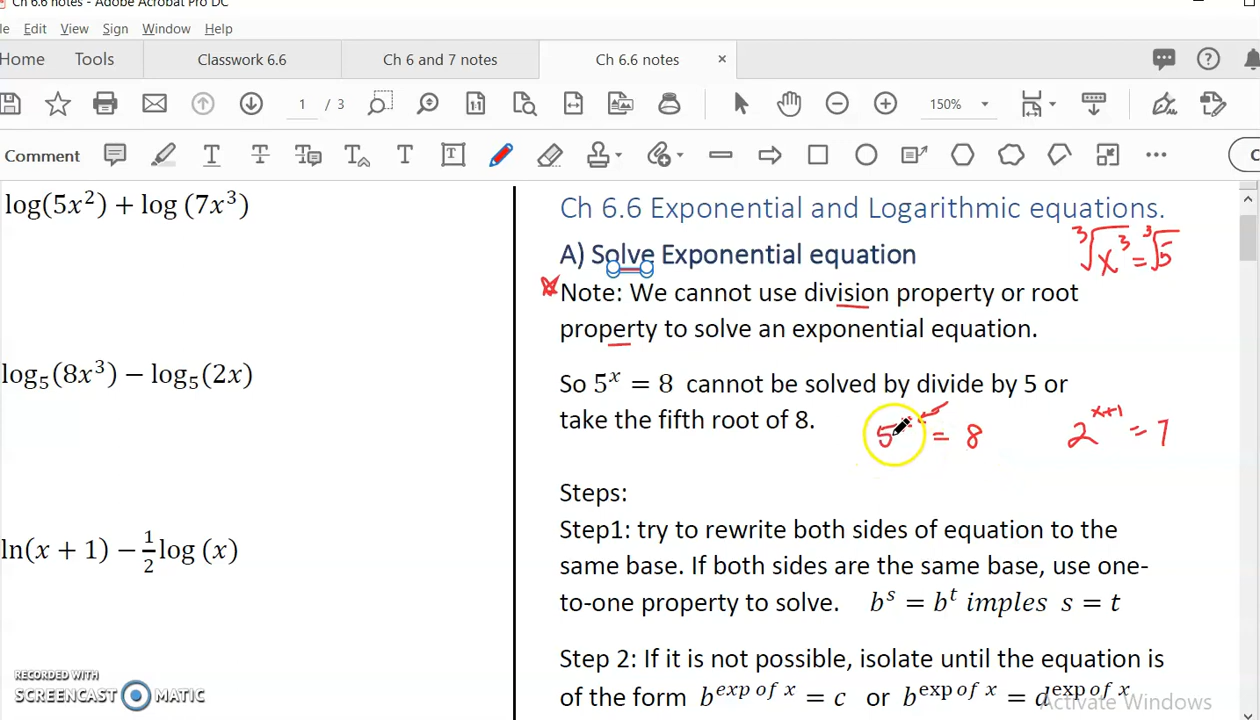 Ch 6.6 notes - Adobe Acrobat Pro DC
Edit View Sign Window Help
Home Tools Classwork 6.6 Ch 6 and 7 notes Ch 6.6 notes ×
1 / 3 150%
Comment
log(5x²) + log (7x³)
log₅(8x³) − log₅(2x)
ln(x + 1) − 1/2 log (x)
Ch 6.6 Exponential and Logarithmic equations.
A) Solve Exponential equation
∛x³ = ∛5
Note: We cannot use division property or root
property to solve an exponential equation.
So 5ˣ = 8 cannot be solved by divide by 5 or
take the fifth root of 8.
5 = 8 2ˣ⁺¹ = 7
Steps:
Step1: try to rewrite both sides of equation to the
same base. If both sides are the same base, use one-
to-one property to solve. bˢ = bᵗ imples s = t
Step 2: If it is not possible, isolate until the equation is
of the form b^exp of x = c or b^exp of x = d^exp of x
Activate Windows
RECORDED WITH
SCREENCAST MATIC